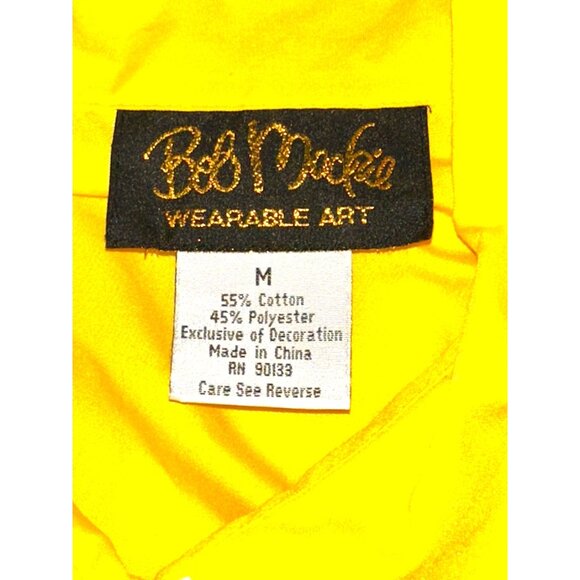 Bob Mackie
WEARABLE ART
M
55% Cotton
45% Polyester
Exclusive of Decoration
Made in China
RN 90133
Care See Reverse